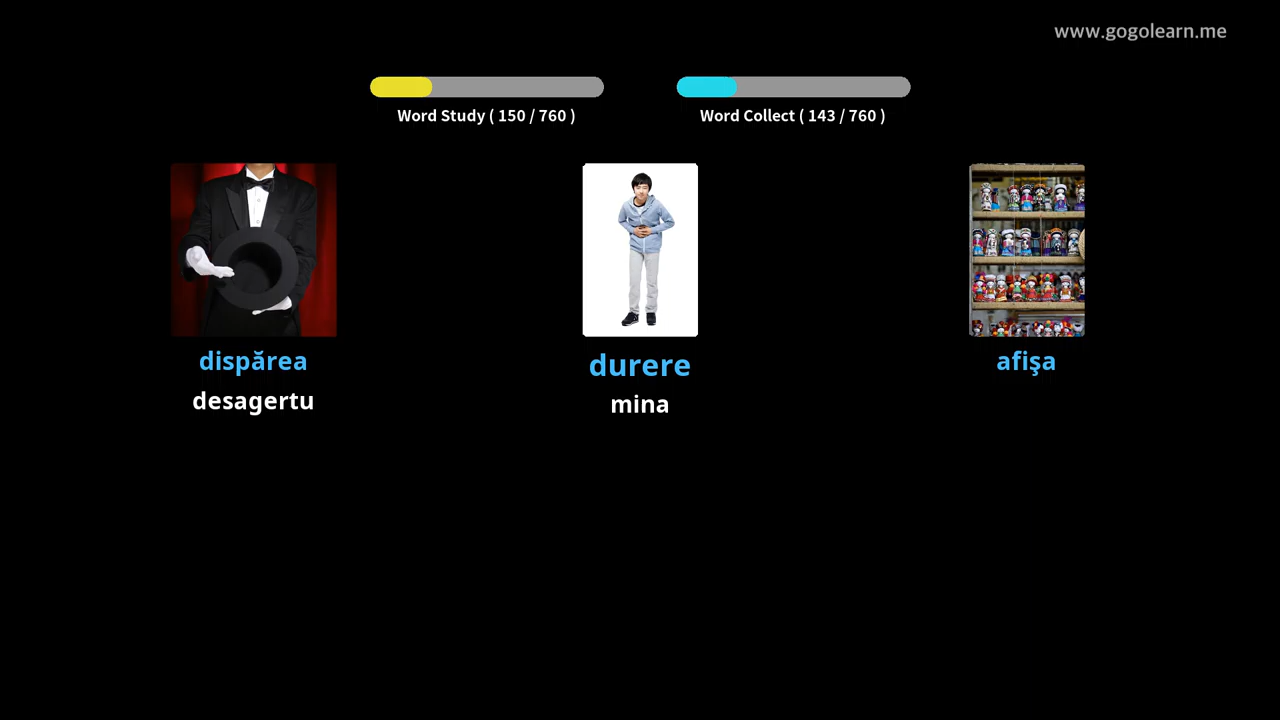 www.gogolearn.me
Word Study ( 150 / 760 )
Word Collect ( 143 / 760 )
dispărea
durere
afişa
desagertu
mina